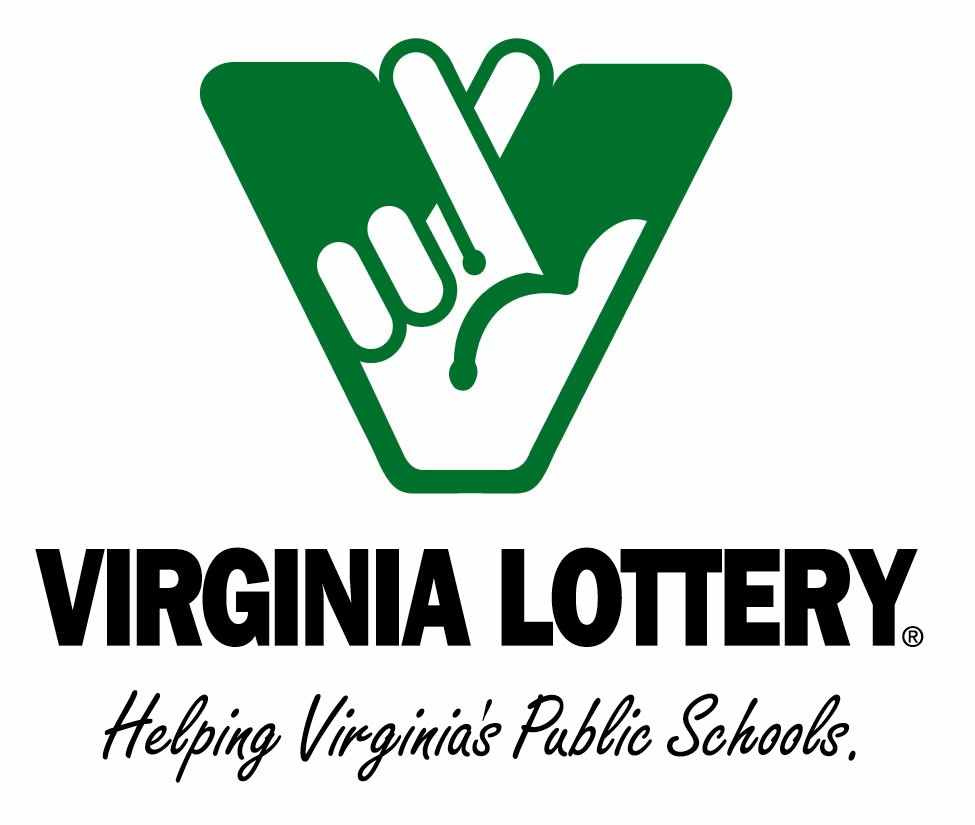 VIRGINIA LOTTERY®
Helping Virginia's Public Schools.